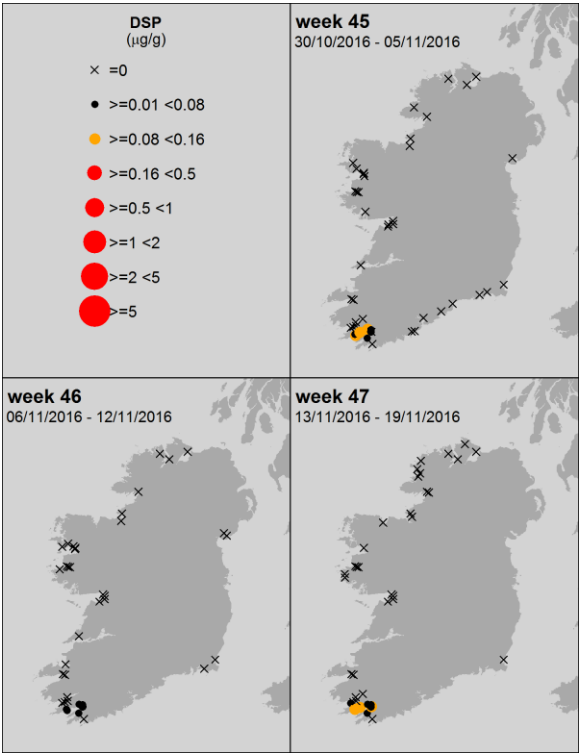 DSP
(µg/g)
=0
>=0.01 <0.08
>=0.08 <0.16
>=0.16 <0.5
>=0.5 <1
>=1 <2
>=2 <5
>=5
week 45
30/10/2016 - 05/11/2016
week 46
06/11/2016 - 12/11/2016
week 47
13/11/2016 - 19/11/2016